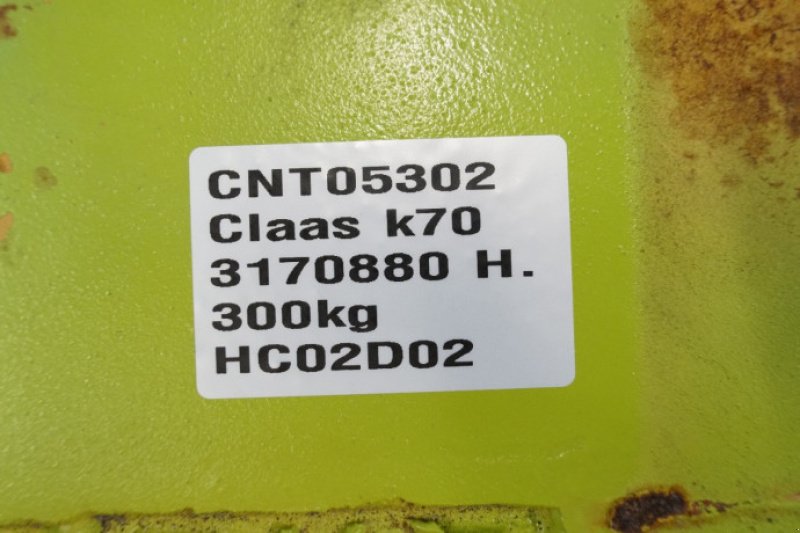 CNT05302
Claas k70
3170880 H.
300kg
HC02D02